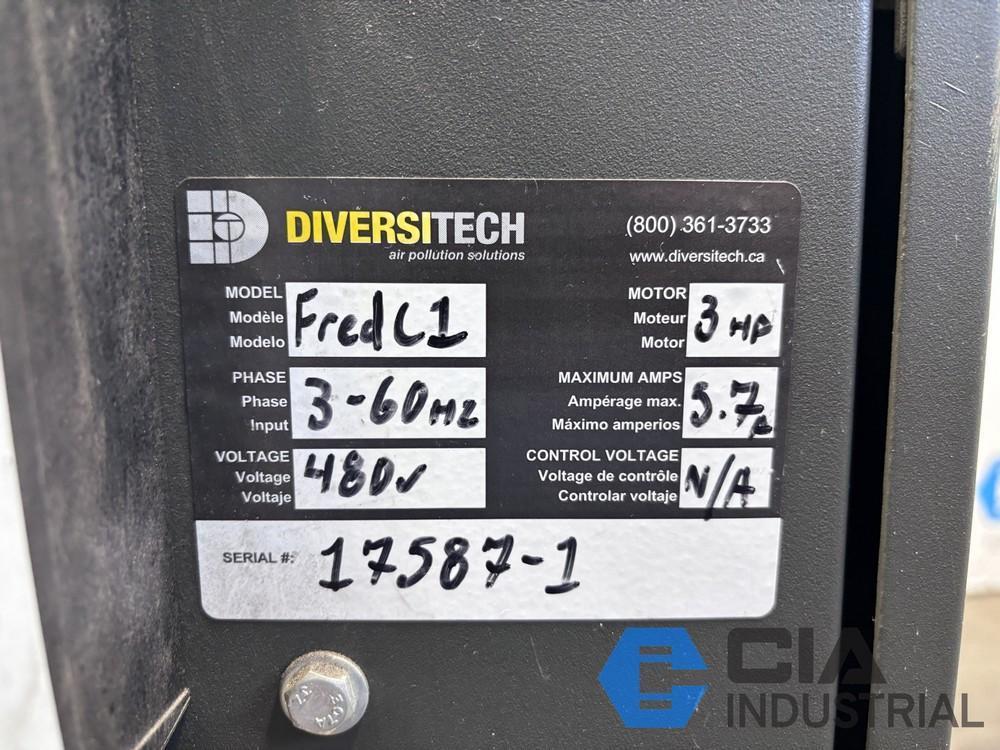 DIVERSITECH
air pollution solutions
(800) 361-3733
www.diversitech.ca
MODEL
Modèle
Modelo
Fred C1
MOTOR
Moteur
Motor
3 HP
PHASE
Phase
Input
3-60Hz
MAXIMUM AMPS
Ampérage max.
Máximo amperios
5.7
VOLTAGE
Voltage
Voltaje
480v
CONTROL VOLTAGE
Voltage de contrôle
Controlar voltaje
N/A
SERIAL #:
17587-1
CIA
INDUSTRIAL